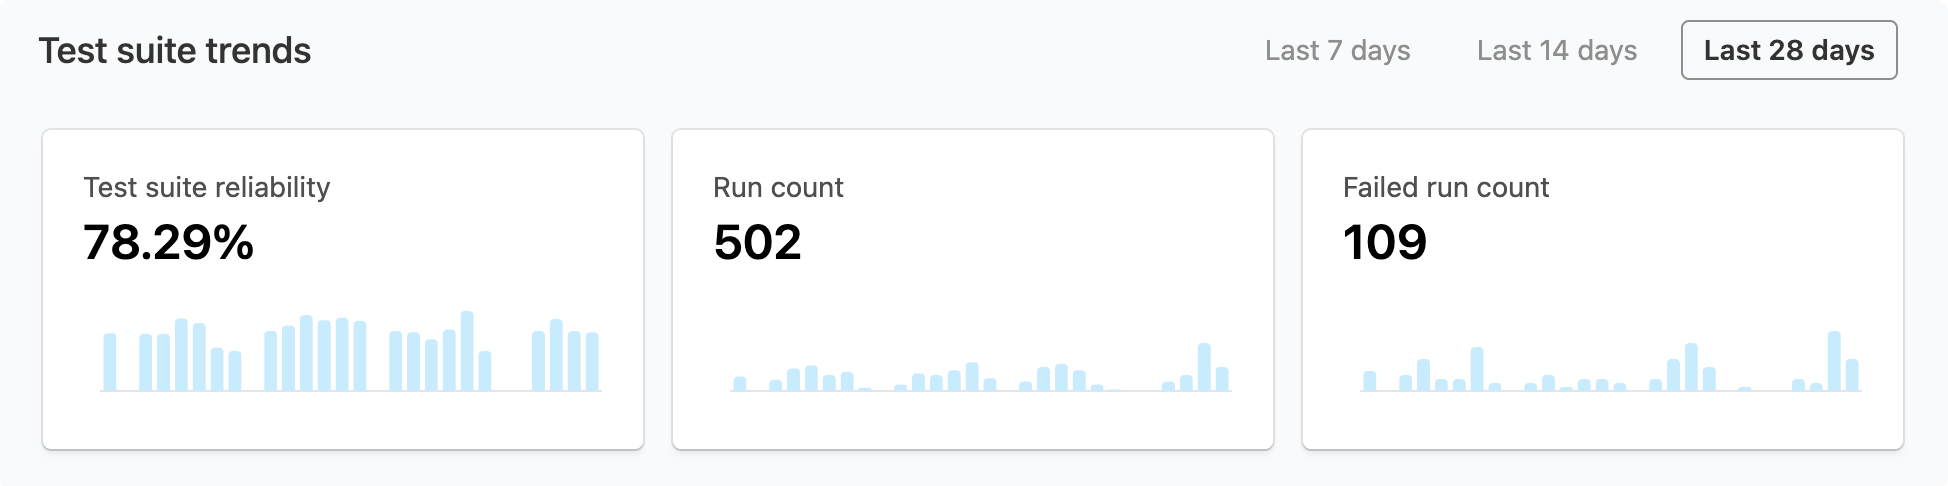 Test suite trends
Last 7 days
Last 14 days
Last 28 days
Test suite reliability
78.29%
Run count
502
Failed run count
109